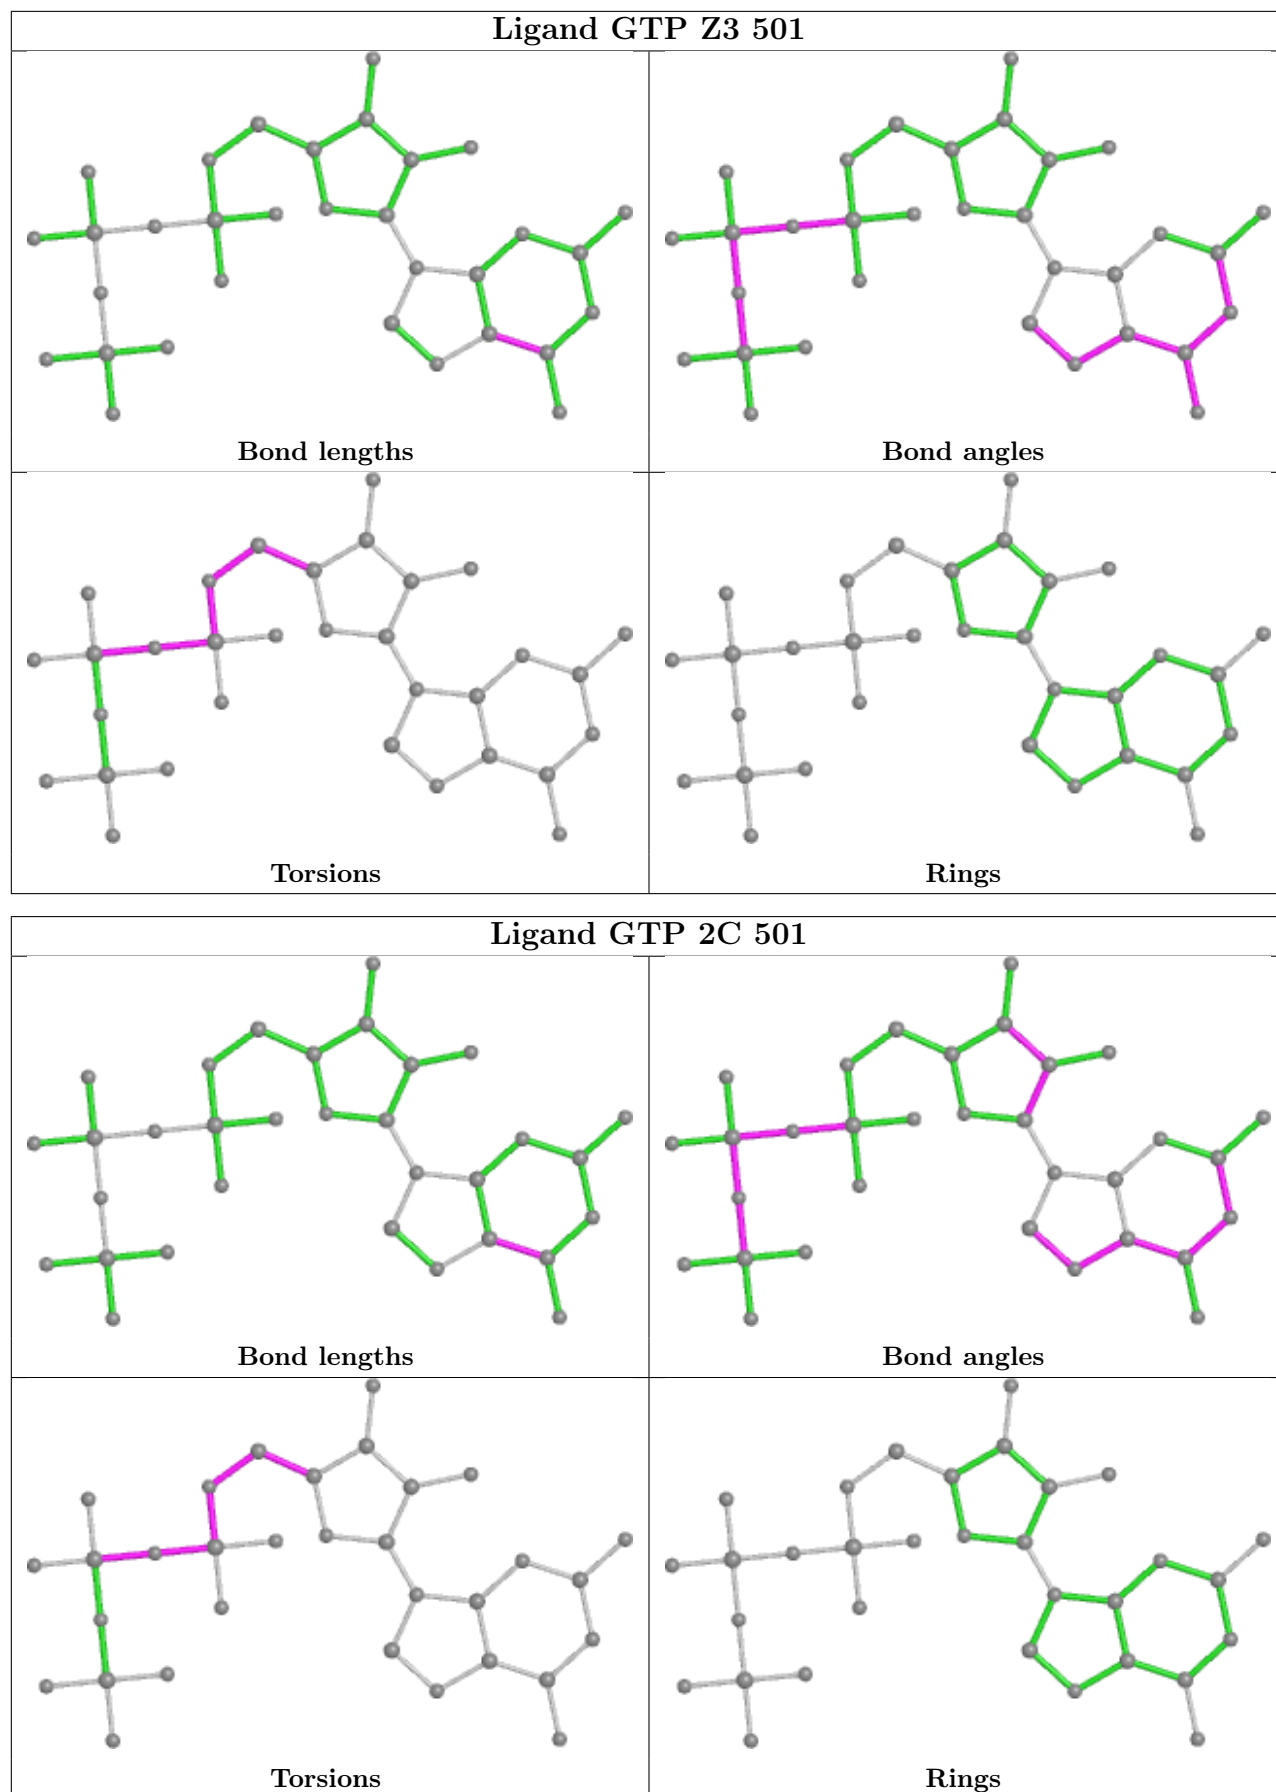 Ligand GTP Z3 501
Bond lengths
Bond angles
Torsions
Rings
Ligand GTP 2C 501
Bond lengths
Bond angles
Torsions
Rings